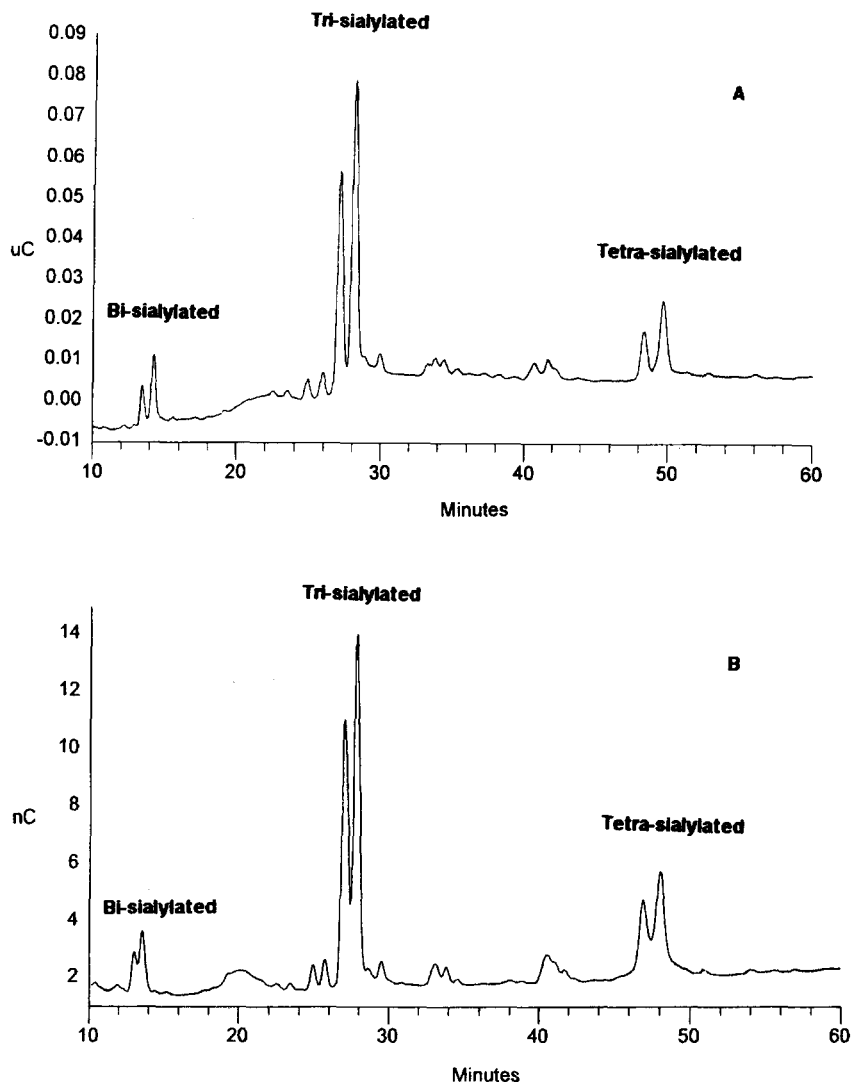 Tri-sialylated
0.09
0.08
A
0.07
0.06
0.05
0.04
uC
Tetra-sialylated
0.03
Bi-sialylated
0.02
0.01
0.00
-0.01
10 20 30 40 50 60
Minutes
Tri-sialylated
14
B
12
10
8
nC
Tetra-sialylated
6
Bi-sialylated
4
2
10 20 30 40 50 60
Minutes